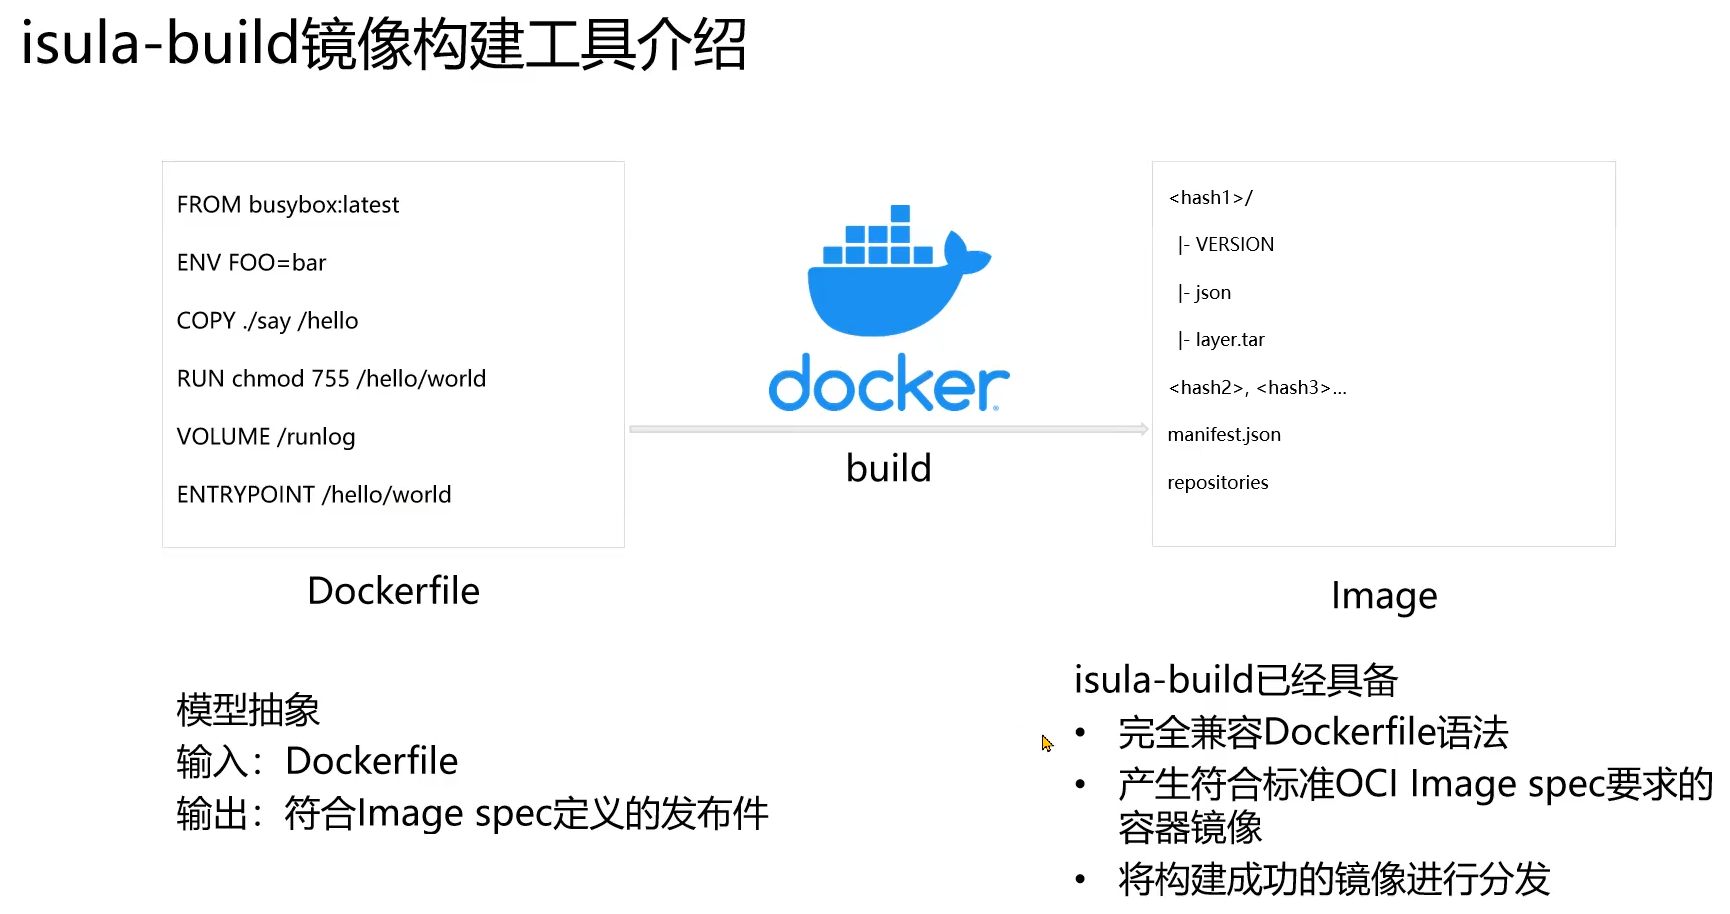 isula-build镜像构建工具介绍
FROM busybox:latest
ENV FOO=bar
COPY ./say /hello
RUN chmod 755 /hello/world
VOLUME /runlog
ENTRYPOINT /hello/world
Dockerfile
docker
build
<hash1>/
|- VERSION
|- json
|- layer.tar
<hash2>, <hash3>...
manifest.json
repositories
Image
模型抽象
输入：Dockerfile
输出：符合Image spec定义的发布件
isula-build已经具备
• 完全兼容Dockerfile语法
• 产生符合标准OCI Image spec要求的
容器镜像
• 将构建成功的镜像进行分发